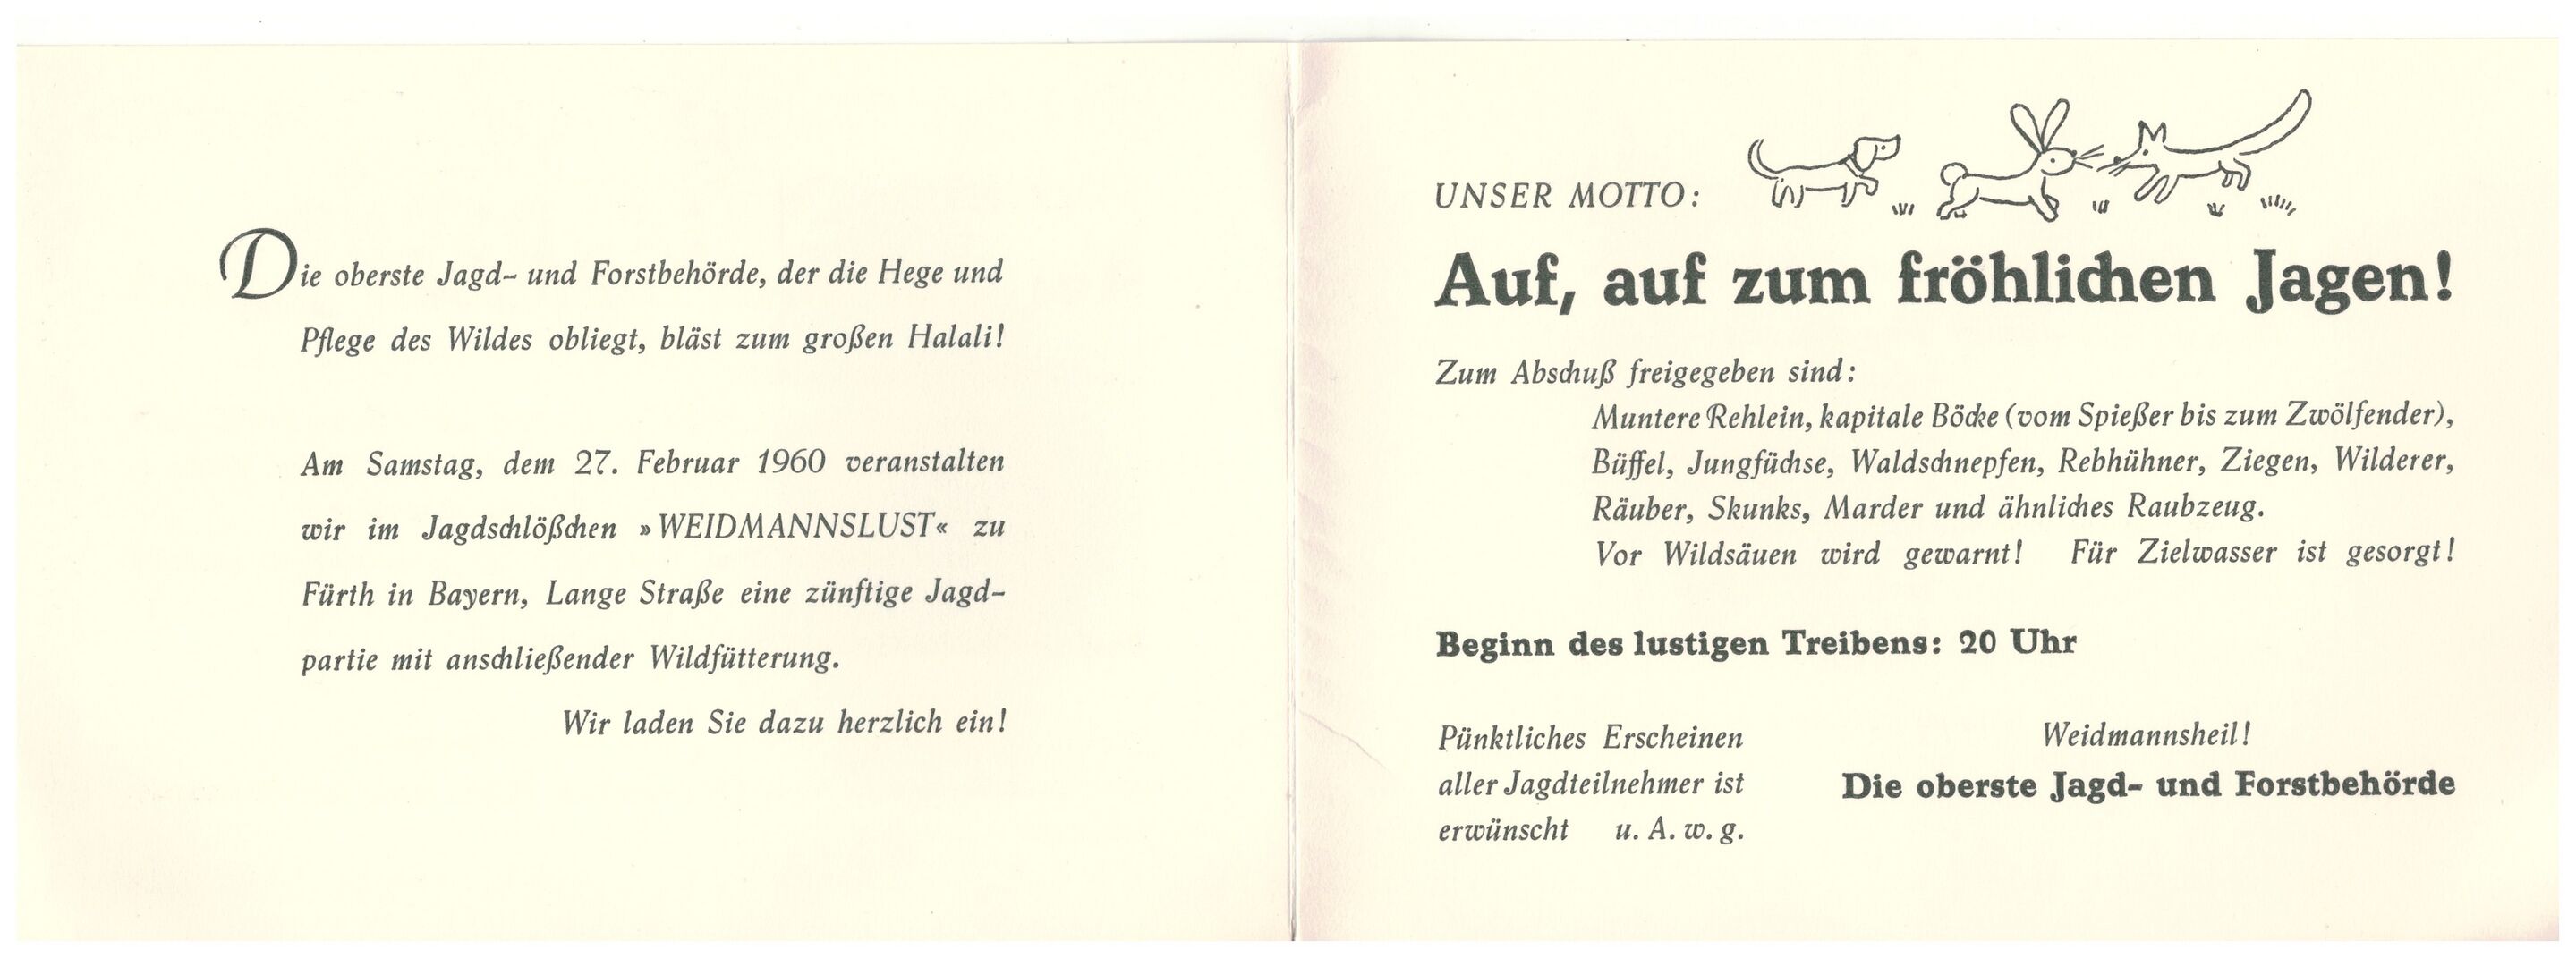 Die oberste Jagd- und Forstbehörde, der die Hege und
Pflege des Wildes obliegt, bläst zum großen Halali!
Am Samstag, dem 27. Februar 1960 veranstalten
wir im Jagdschlößchen »WEIDMANNSLUST« zu
Fürth in Bayern, Lange Straße eine zünftige Jagd-
partie mit anschließender Wildfütterung.
Wir laden Sie dazu herzlich ein!
UNSER MOTTO:
Auf, auf zum fröhlichen Jagen!
Zum Abschuß freigegeben sind:
Muntere Rehlein, kapitale Böcke (vom Spießer bis zum Zwölfender),
Büffel, Jungfüchse, Waldschnepfen, Rebhühner, Ziegen, Wilderer,
Räuber, Skunks, Marder und ähnliches Raubzeug.
Vor Wildsäuen wird gewarnt! Für Zielwasser ist gesorgt!
Beginn des lustigen Treibens: 20 Uhr
Pünktliches Erscheinen
aller Jagdteilnehmer ist
erwünscht u. A. w. g.
Weidmannsheil!
Die oberste Jagd- und Forstbehörde